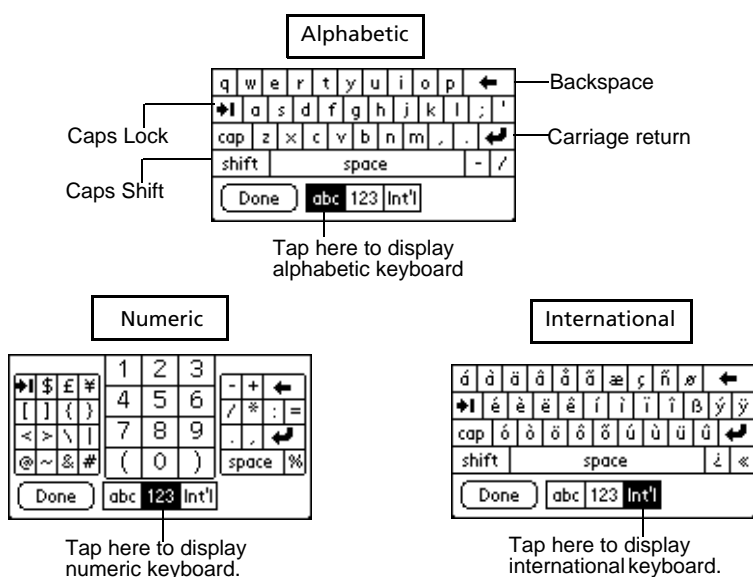 Alphabetic
q w e r t y u i o p
Backspace
a s d f g h j k l ; '
Caps Lock
cap z x c v b n m , .
Carriage return
shift space - /
Caps Shift
Done abc 123 Int'l
Tap here to display
alphabetic keyboard
Numeric
1 2 3
$ £ ¥
- +
4 5 6
[ ] { }
/ * : =
7 8 9
< > \ |
. ,
@ ~ & #
( 0 )
space %
Done abc 123 Int'l
Tap here to display
numeric keyboard.
International
á à ä â å ã æ ç ñ ø
é è ë ê í ì ï î ß ý ÿ
cap ó ò ö ô õ ú ù ü û
shift space ¿ «
Done abc 123 Int'l
Tap here to display
international keyboard.